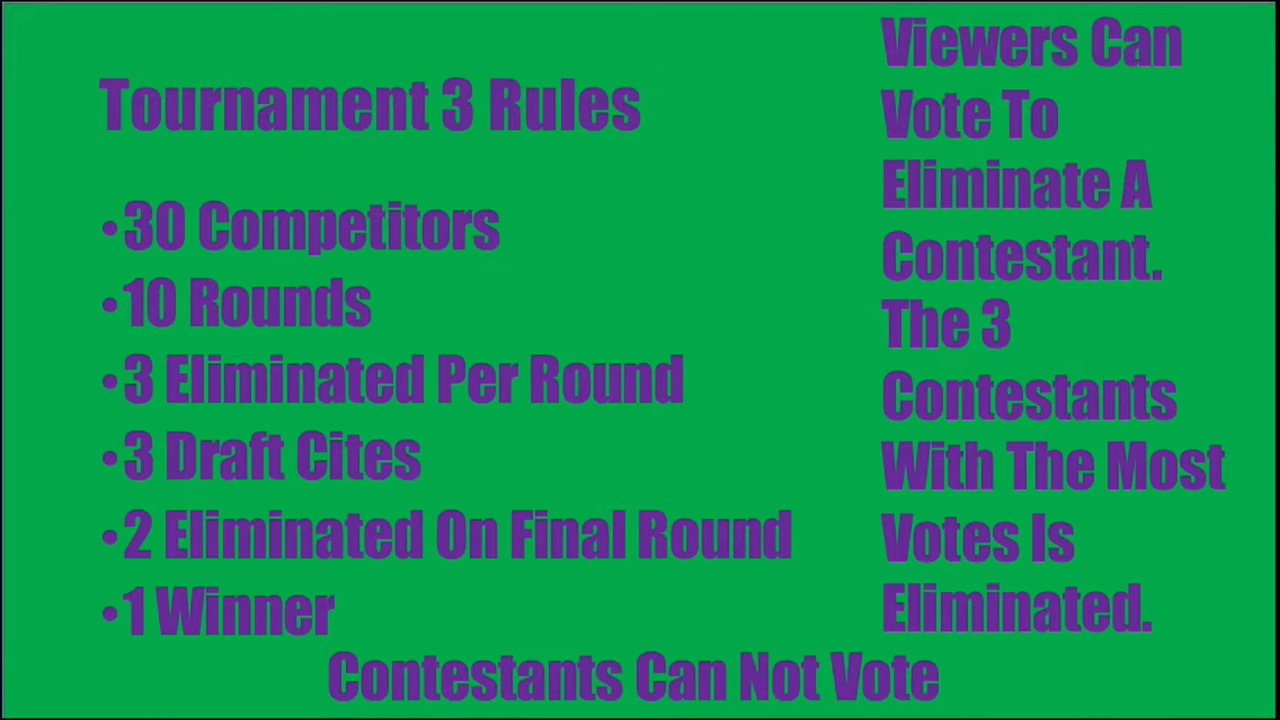 Tournament 3 Rules
•30 Competitors
•10 Rounds
•3 Eliminated Per Round
•3 Draft Cites
•2 Eliminated On Final Round
•1 Winner
Viewers Can
Vote To
Eliminate A
Contestant.
The 3
Contestants
With The Most
Votes Is
Eliminated.
Contestants Can Not Vote